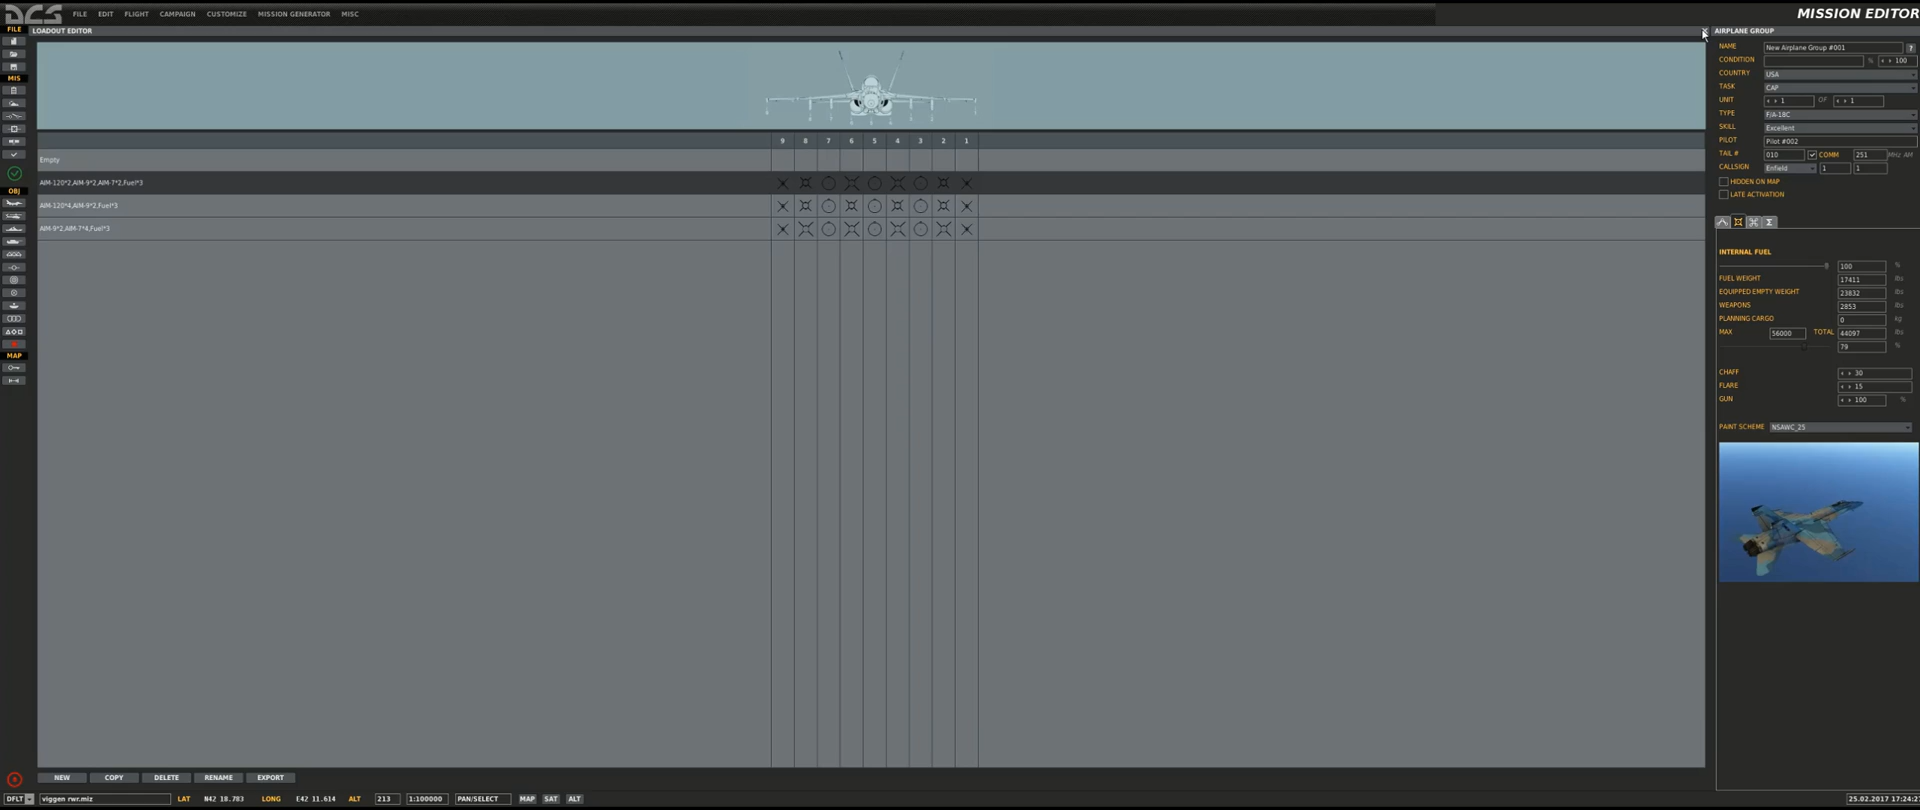 DCS FILE EDIT FLIGHT CAMPAIGN CUSTOMIZE MISSION GENERATOR MISC MISSION EDITOR
FILE
LOADOUT EDITOR
MIS
OBJ
MAP
9 8 7 6 5 4 3 2 1
Empty
AIM-120*2,AIM-9*2,AIM-7*2,Fuel*3
AIM-120*4,AIM-9*2,Fuel*3
AIM-9*2,AIM-7*4,Fuel*3
NEW COPY DELETE RENAME EXPORT
DFLT viggen rwr.miz LAT N42 18.783 LONG E42 11.614 ALT 213 1:100000 PAN/SELECT MAP SAT ALT
AIRPLANE GROUP
NAME New Airplane Group #001 ?
CONDITION % 100
COUNTRY USA
TASK CAP
UNIT 1 OF 1
TYPE F/A-18C
SKILL Excellent
PILOT Pilot #002
TAIL # 010 COMM 251 MHz AM
CALLSIGN Enfield 1 1
HIDDEN ON MAP
LATE ACTIVATION
Σ
INTERNAL FUEL
100 %
FUEL WEIGHT 17411 lbs
EQUIPPED EMPTY WEIGHT 23832 lbs
WEAPONS 2853 lbs
PLANNING CARGO 0 kg
MAX 56000 TOTAL 44097 lbs
79 %
CHAFF 30
FLARE 15
GUN 100 %
PAINT SCHEME NSAWC_25
25.02.2017 17:24:2